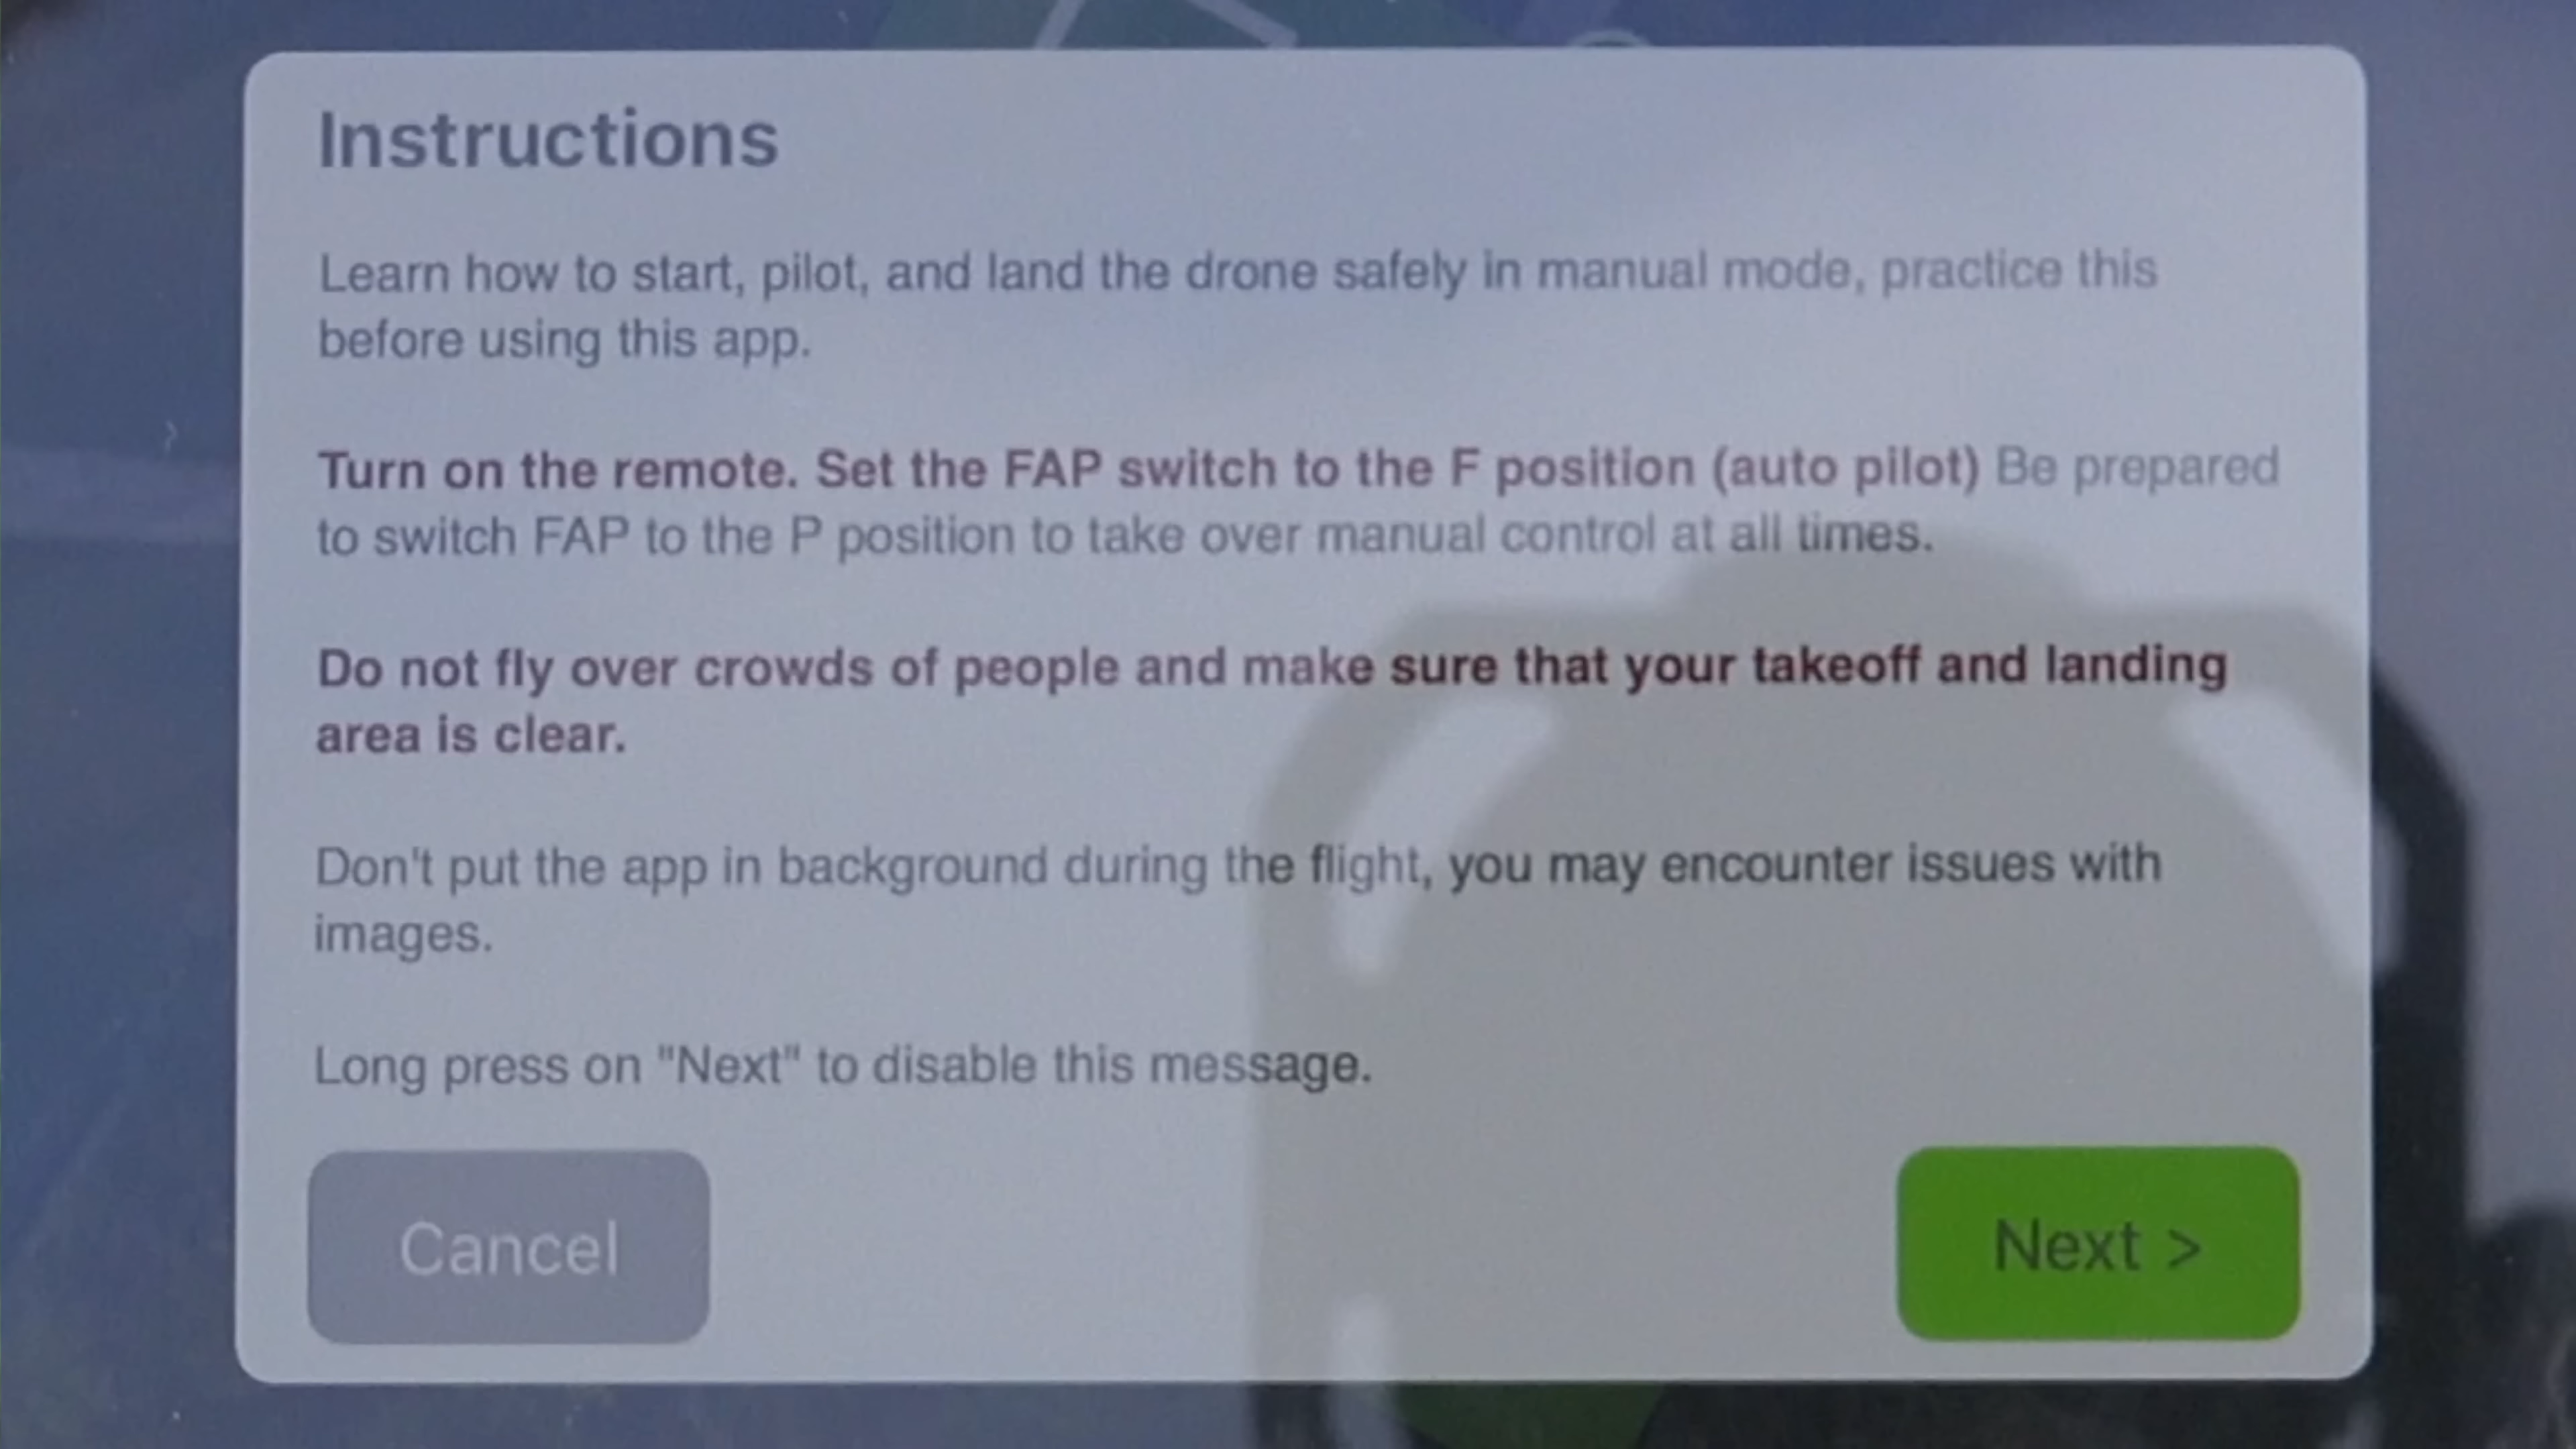 Instructions
Learn how to start, pilot, and land the drone safely in manual mode, practice this
before using this app.
Turn on the remote. Set the FAP switch to the F position (auto pilot) Be prepared
to switch FAP to the P position to take over manual control at all times.
Do not fly over crowds of people and make sure that your takeoff and landing
area is clear.
Don't put the app in background during the flight, you may encounter issues with
images.
Long press on "Next" to disable this message.
Cancel
Next >